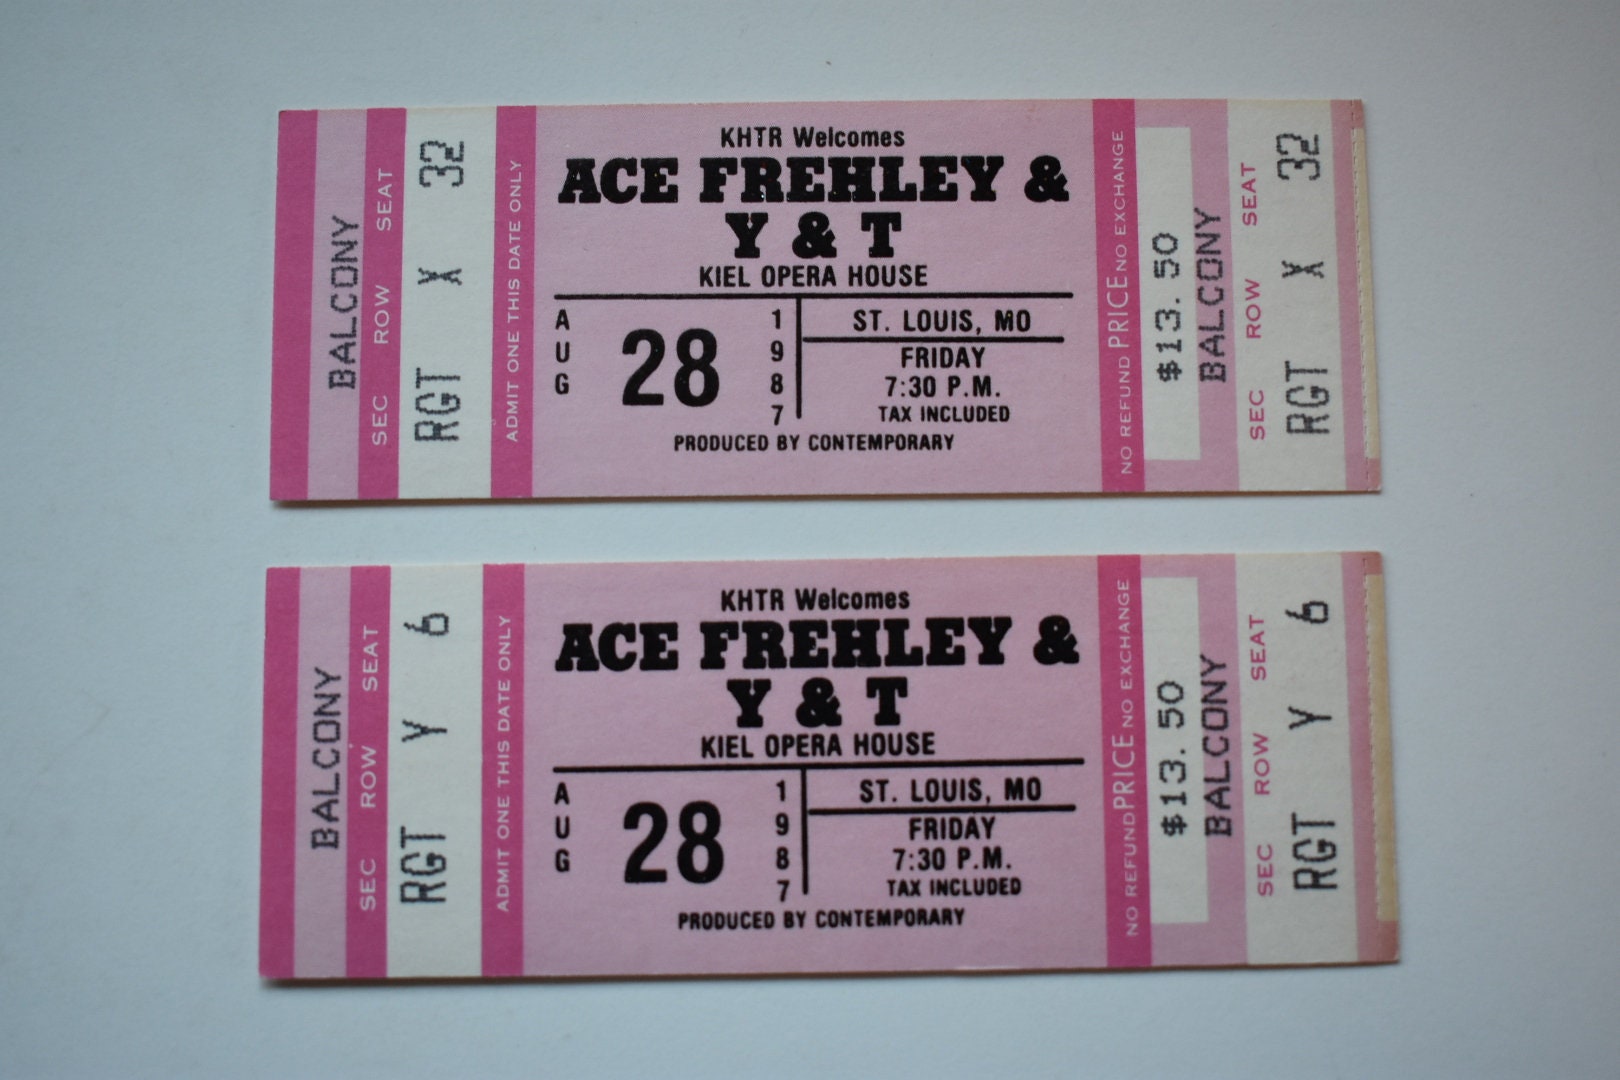 BALCONY
SEC ROW SEAT
RGT X 32
ADMIT ONE THIS DATE ONLY
KHTR Welcomes
ACE FREHLEY &
Y & T
KIEL OPERA HOUSE
AUG 28 1987
ST. LOUIS, MO
FRIDAY
7:30 P.M.
TAX INCLUDED
PRODUCED BY CONTEMPORARY
NO REFUND PRICE NO EXCHANGE
$13.50
BALCONY
SEC ROW SEAT
RGT X 32
BALCONY
SEC ROW SEAT
RGT Y 6
ADMIT ONE THIS DATE ONLY
KHTR Welcomes
ACE FREHLEY &
Y & T
KIEL OPERA HOUSE
AUG 28 1987
ST. LOUIS, MO
FRIDAY
7:30 P.M.
TAX INCLUDED
PRODUCED BY CONTEMPORARY
NO REFUND PRICE NO EXCHANGE
$13.50
BALCONY
SEC ROW SEAT
RGT Y 6